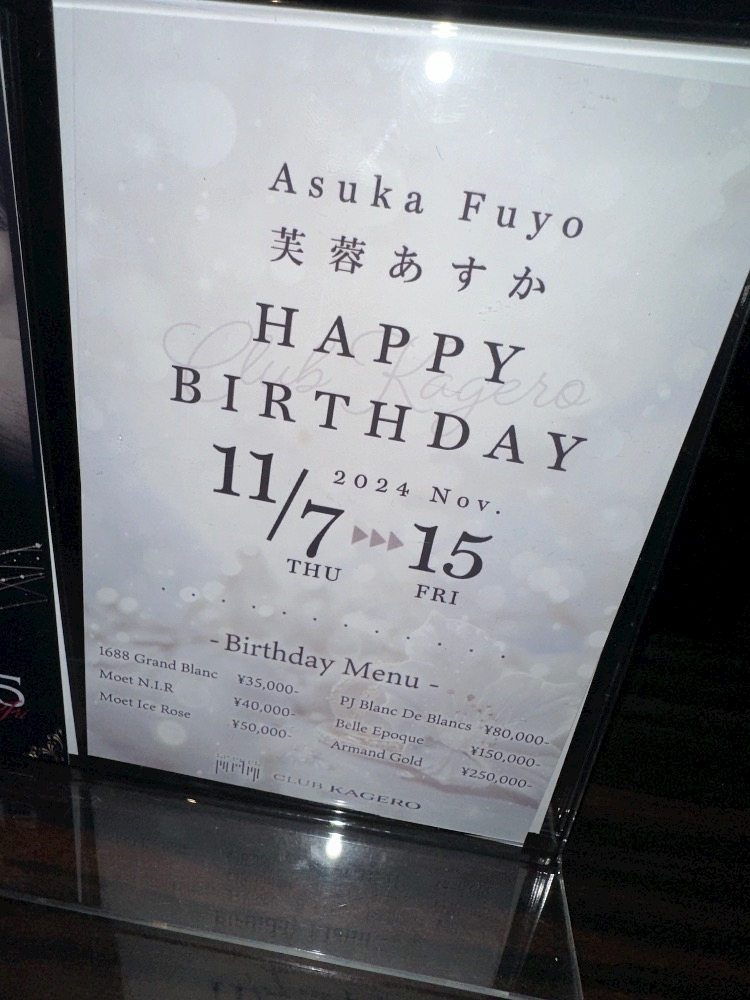 Asuka Fuyo
芙蓉あすか
Club Kagero
HAPPY
BIRTHDAY
2024 Nov.
11/7 ▶▶▶ 15
THU FRI
-Birthday Menu-
1688 Grand Blanc ¥35,000-
Moet N.I.R ¥40,000-
Moet Ice Rose ¥50,000-
PJ Blanc De Blancs ¥80,000-
Belle Epoque ¥150,000-
Armand Gold ¥250,000-
CLUB KAGERO